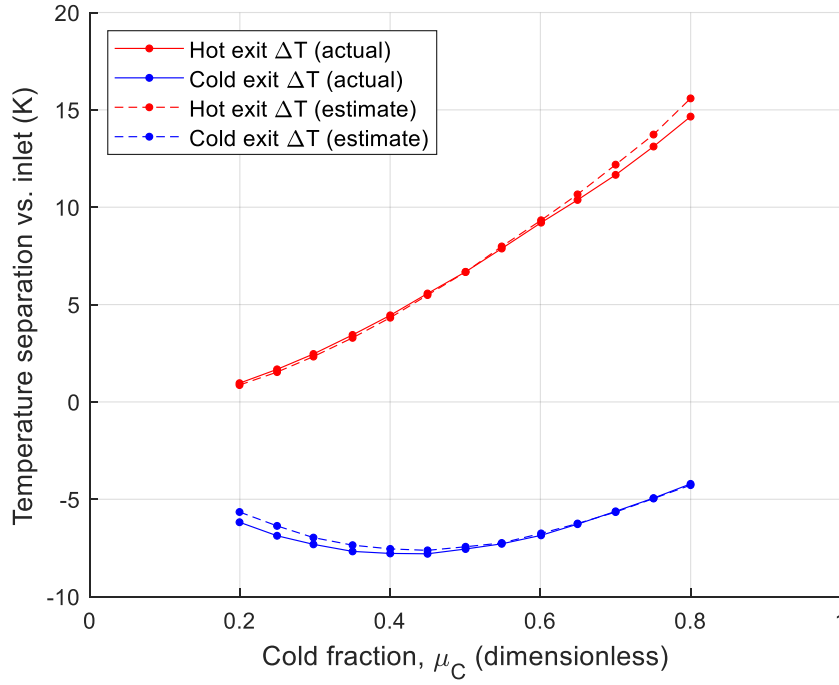 20
15
10
5
0
-5
-10
Temperature separation vs. inlet (K)
Hot exit ΔT (actual)
Cold exit ΔT (actual)
Hot exit ΔT (estimate)
Cold exit ΔT (estimate)
0 0.2 0.4 0.6 0.8
Cold fraction, μ_C (dimensionless)